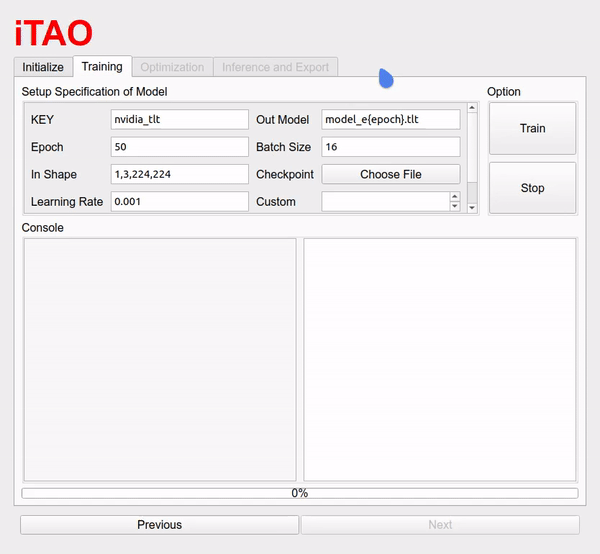 iTAO
Initialize Training Optimization Inference and Export
Setup Specification of Model Option
KEY nvidia_tlt Out Model model_e{epoch}.tlt Train
Epoch 50 Batch Size 16
In Shape 1,3,224,224 Checkpoint Choose File Stop
Learning Rate 0.001 Custom
Console
0%
Previous Next